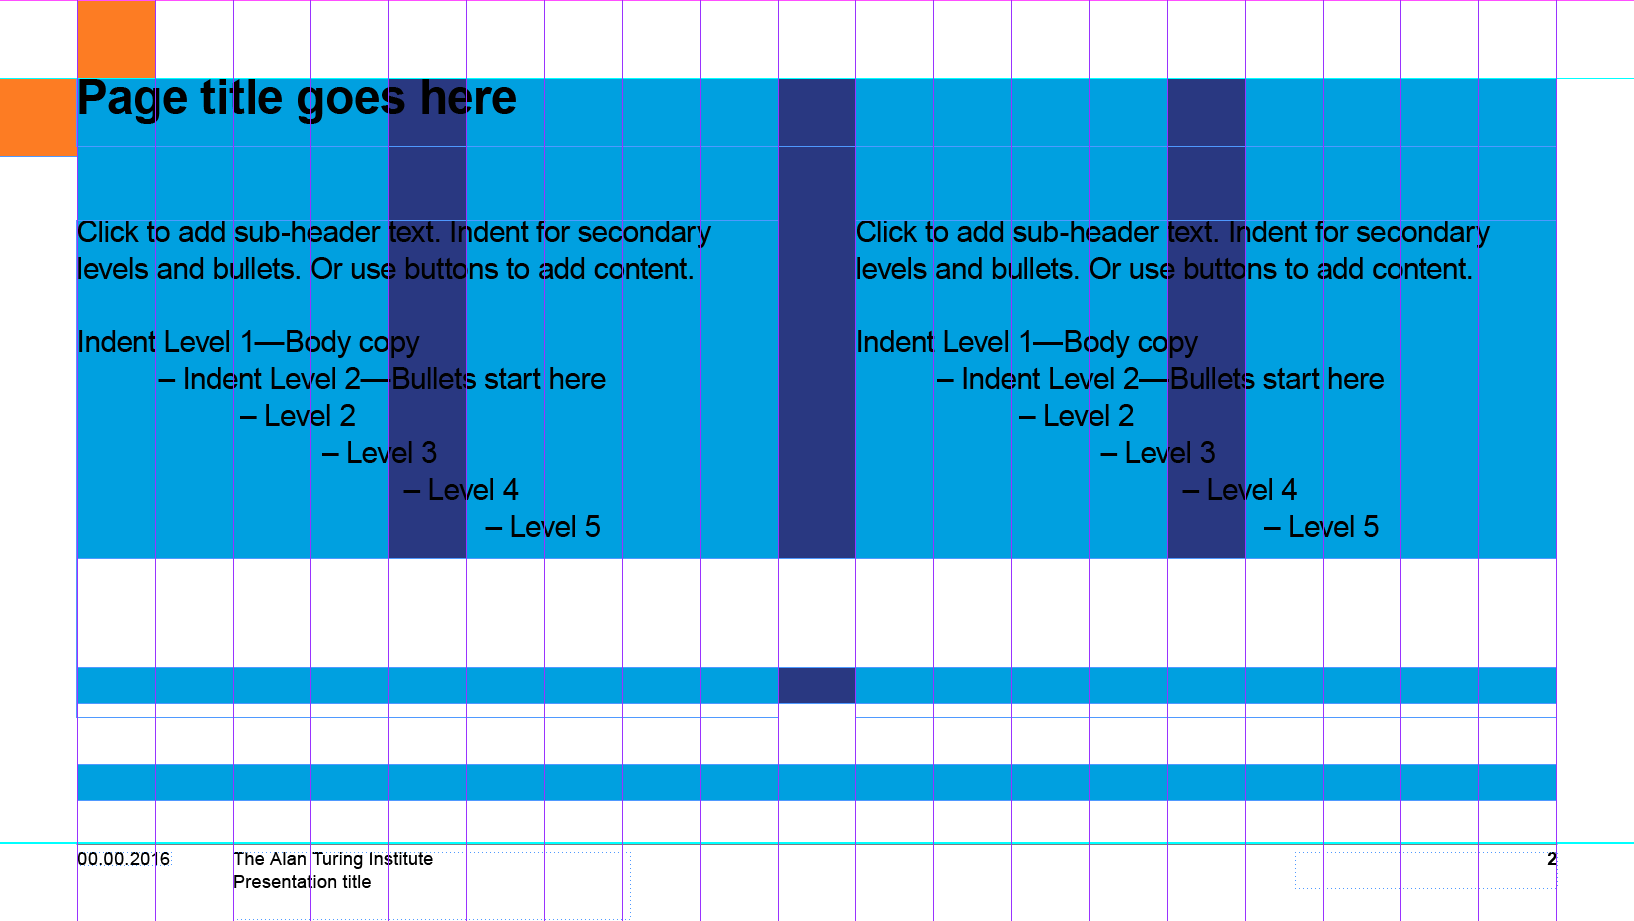 Page title goes here
Click to add sub-header text. Indent for secondary
levels and bullets. Or use buttons to add content.
Indent Level 1—Body copy
– Indent Level 2—Bullets start here
– Level 2
– Level 3
– Level 4
– Level 5
Click to add sub-header text. Indent for secondary
levels and bullets. Or use buttons to add content.
Indent Level 1—Body copy
– Indent Level 2—Bullets start here
– Level 2
– Level 3
– Level 4
– Level 5
00.00.2016
The Alan Turing Institute
Presentation title
2